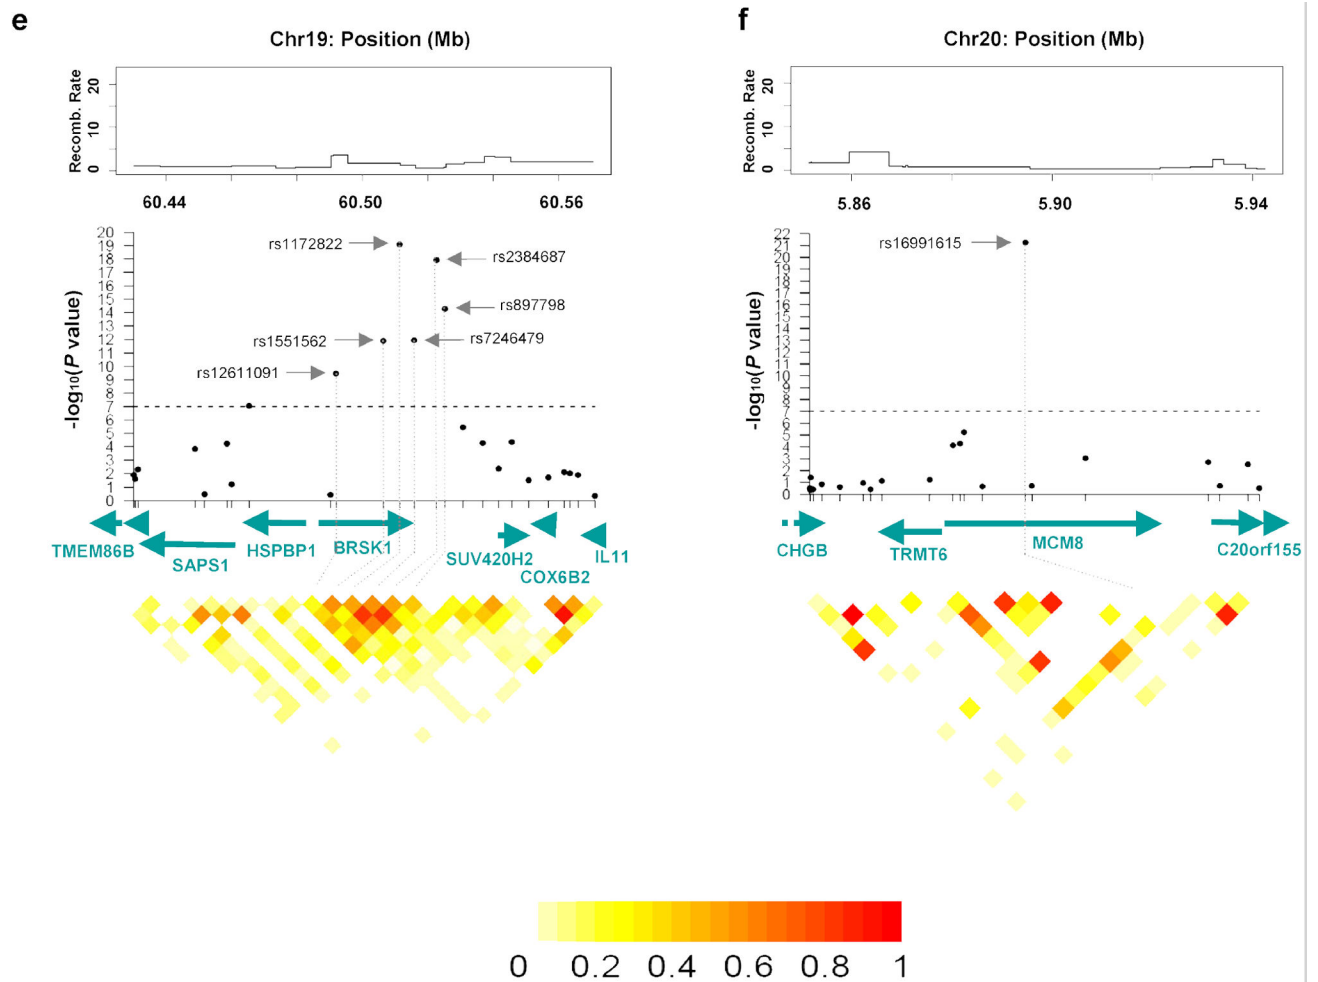 e
Chr19: Position (Mb)
Recomb. Rate
20
10
0
60.44 60.50 60.56
-log10(P value)
20
19
18
17
16
15
14
13
12
11
10
9
8
7
6
5
4
3
2
1
0
rs1172822
rs2384687
rs897798
rs1551562
rs7246479
rs12611091
TMEM86B
SAPS1
HSPBP1
BRSK1
SUV420H2
COX6B2
IL11
f
Chr20: Position (Mb)
Recomb. Rate
20
10
0
5.86 5.90 5.94
-log10(P value)
22
21
20
19
18
17
16
15
14
13
12
11
10
9
8
7
6
5
4
3
2
1
0
rs16991615
CHGB
TRMT6
MCM8
C20orf155
0 0.2 0.4 0.6 0.8 1